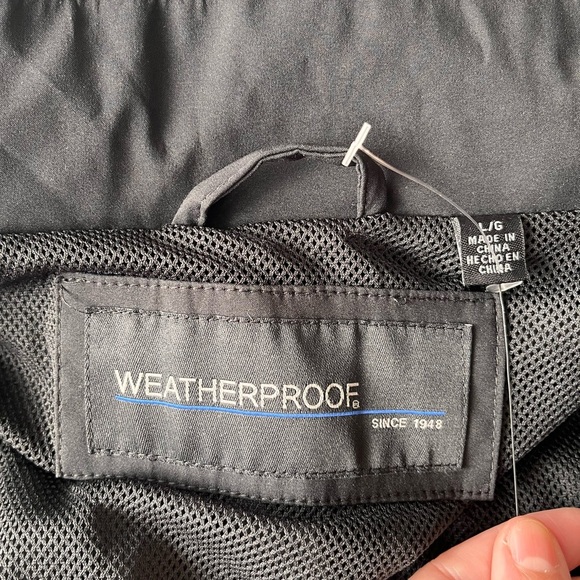 L/G
MADE IN
CHINA
HECHO EN
CHINA
WEATHERPROOF®
SINCE 1948